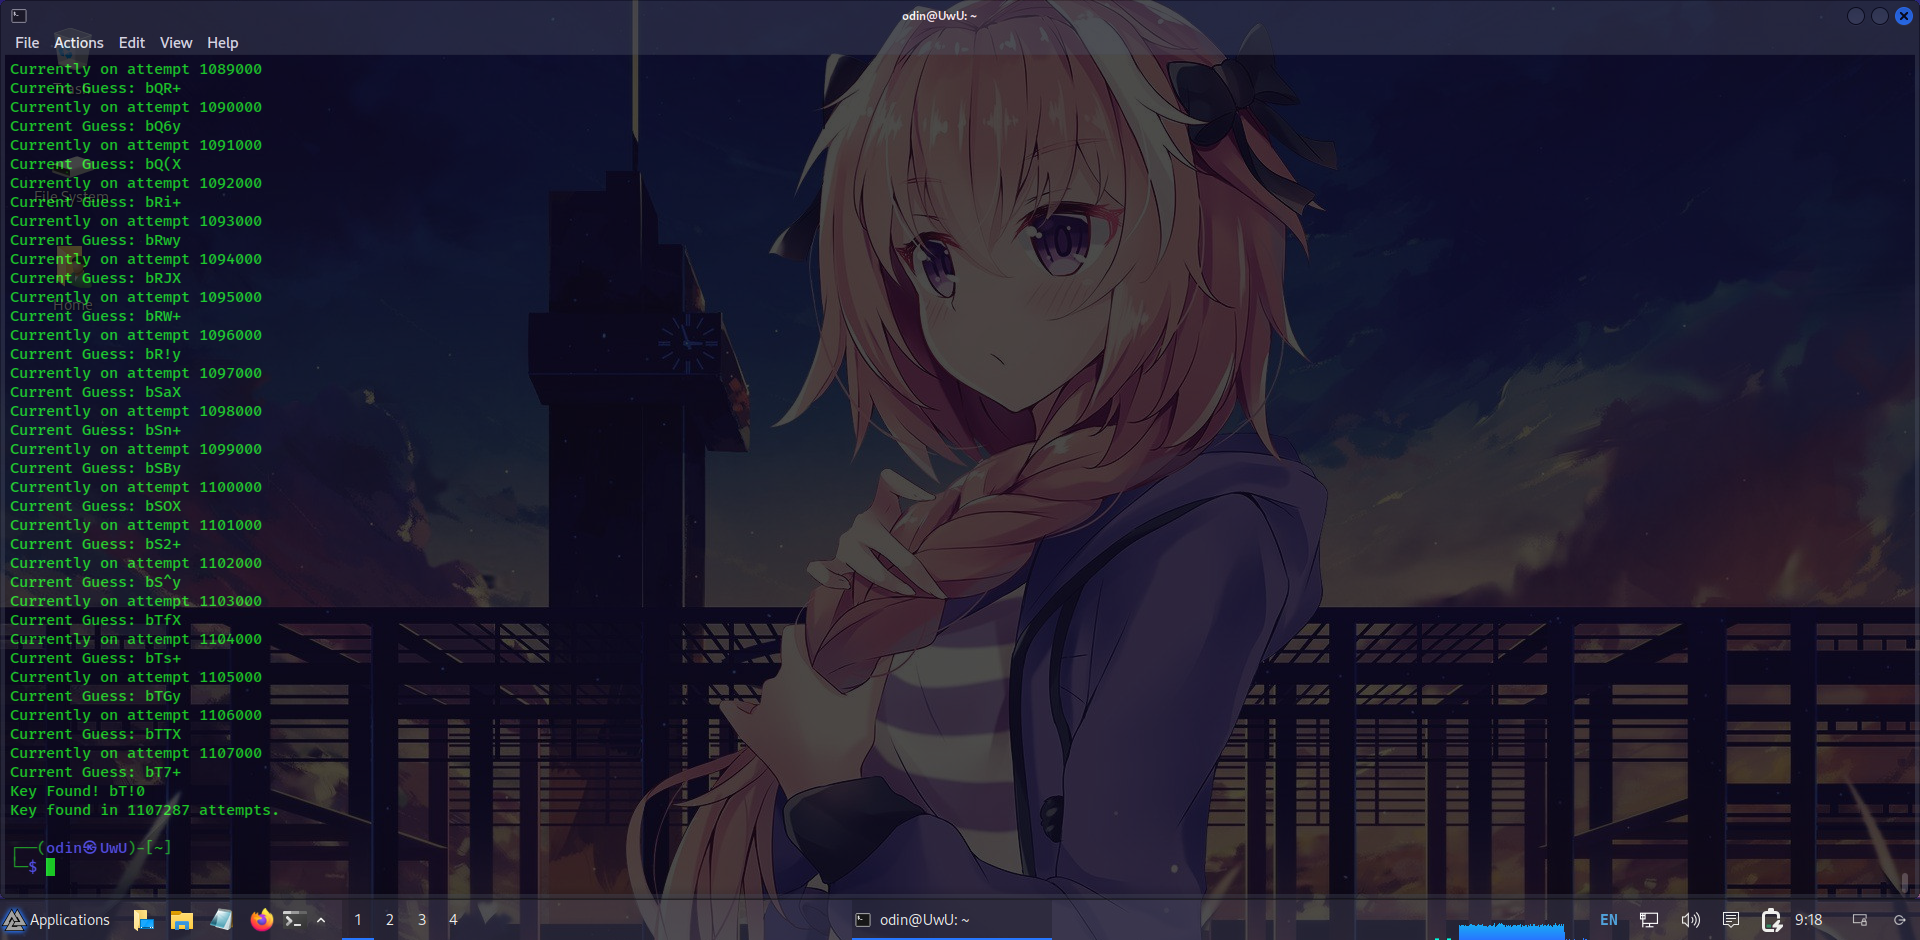 odin@UwU: ~
File Actions Edit View Help
Currently on attempt 1089000
Current Guess: bQR+
Currently on attempt 1090000
Current Guess: bQ6y
Currently on attempt 1091000
Current Guess: bQ(X
Currently on attempt 1092000
Current Guess: bRi+
Currently on attempt 1093000
Current Guess: bRwy
Currently on attempt 1094000
Current Guess: bRJX
Currently on attempt 1095000
Current Guess: bRW+
Currently on attempt 1096000
Current Guess: bR!y
Currently on attempt 1097000
Current Guess: bSaX
Currently on attempt 1098000
Current Guess: bSn+
Currently on attempt 1099000
Current Guess: bSBy
Currently on attempt 1100000
Current Guess: bSOX
Currently on attempt 1101000
Current Guess: bS2+
Currently on attempt 1102000
Current Guess: bS^y
Currently on attempt 1103000
Current Guess: bTfX
Currently on attempt 1104000
Current Guess: bTs+
Currently on attempt 1105000
Current Guess: bTGy
Currently on attempt 1106000
Current Guess: bTTX
Currently on attempt 1107000
Current Guess: bT7+
Key Found! bT!0
Key found in 1107287 attempts.
┌──(odin㉿UwU)-[~]
└─$
Trash
File System
Home
Applications 1 2 3 4 odin@UwU: ~ EN 9:18